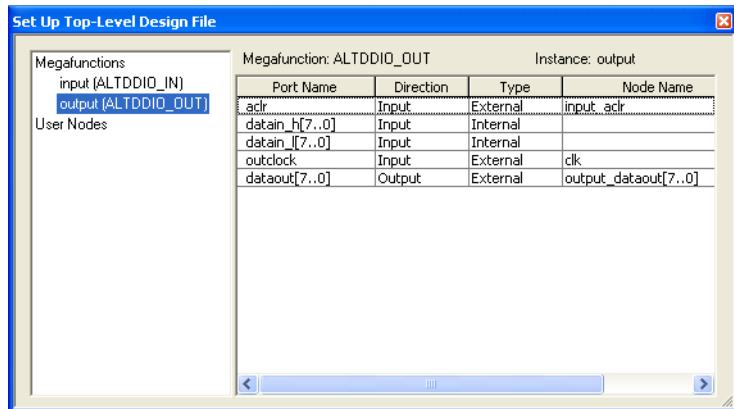 Set Up Top-Level Design File
Megafunctions
input (ALTDDIO_IN)
output (ALTDDIO_OUT)
User Nodes
Megafunction: ALTDDIO_OUT Instance: output
Port Name Direction Type Node Name
aclr Input External input_aclr
datain_h[7..0] Input Internal
datain_l[7..0] Input Internal
outclock Input External clk
dataout[7..0] Output External output_dataout[7..0]